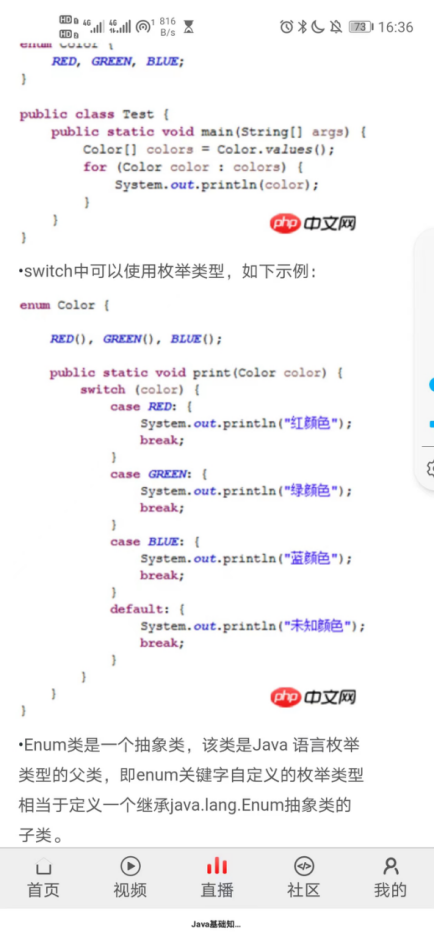 HD 4G 4G 1 816 B/s 73 16:36
HD
enum Color {
RED, GREEN, BLUE;
}
public class Test {
public static void main(String[] args) {
Color[] colors = Color.values();
for (Color color : colors) {
System.out.println(color);
}
}
}
php 中文网
•switch中可以使用枚举类型，如下示例：
enum Color {
RED(), GREEN(), BLUE();
public static void print(Color color) {
switch (color) {
case RED: {
System.out.println("红颜色");
break;
}
case GREEN: {
System.out.println("绿颜色");
break;
}
case BLUE: {
System.out.println("蓝颜色");
break;
}
default: {
System.out.println("未知颜色");
break;
}
}
}
}
php 中文网
•Enum类是一个抽象类，该类是Java 语言枚举
类型的父类，即enum关键字自定义的枚举类型
相当于定义一个继承java.lang.Enum抽象类的
子类。
首页 视频 直播 社区 我的
Java基础知...